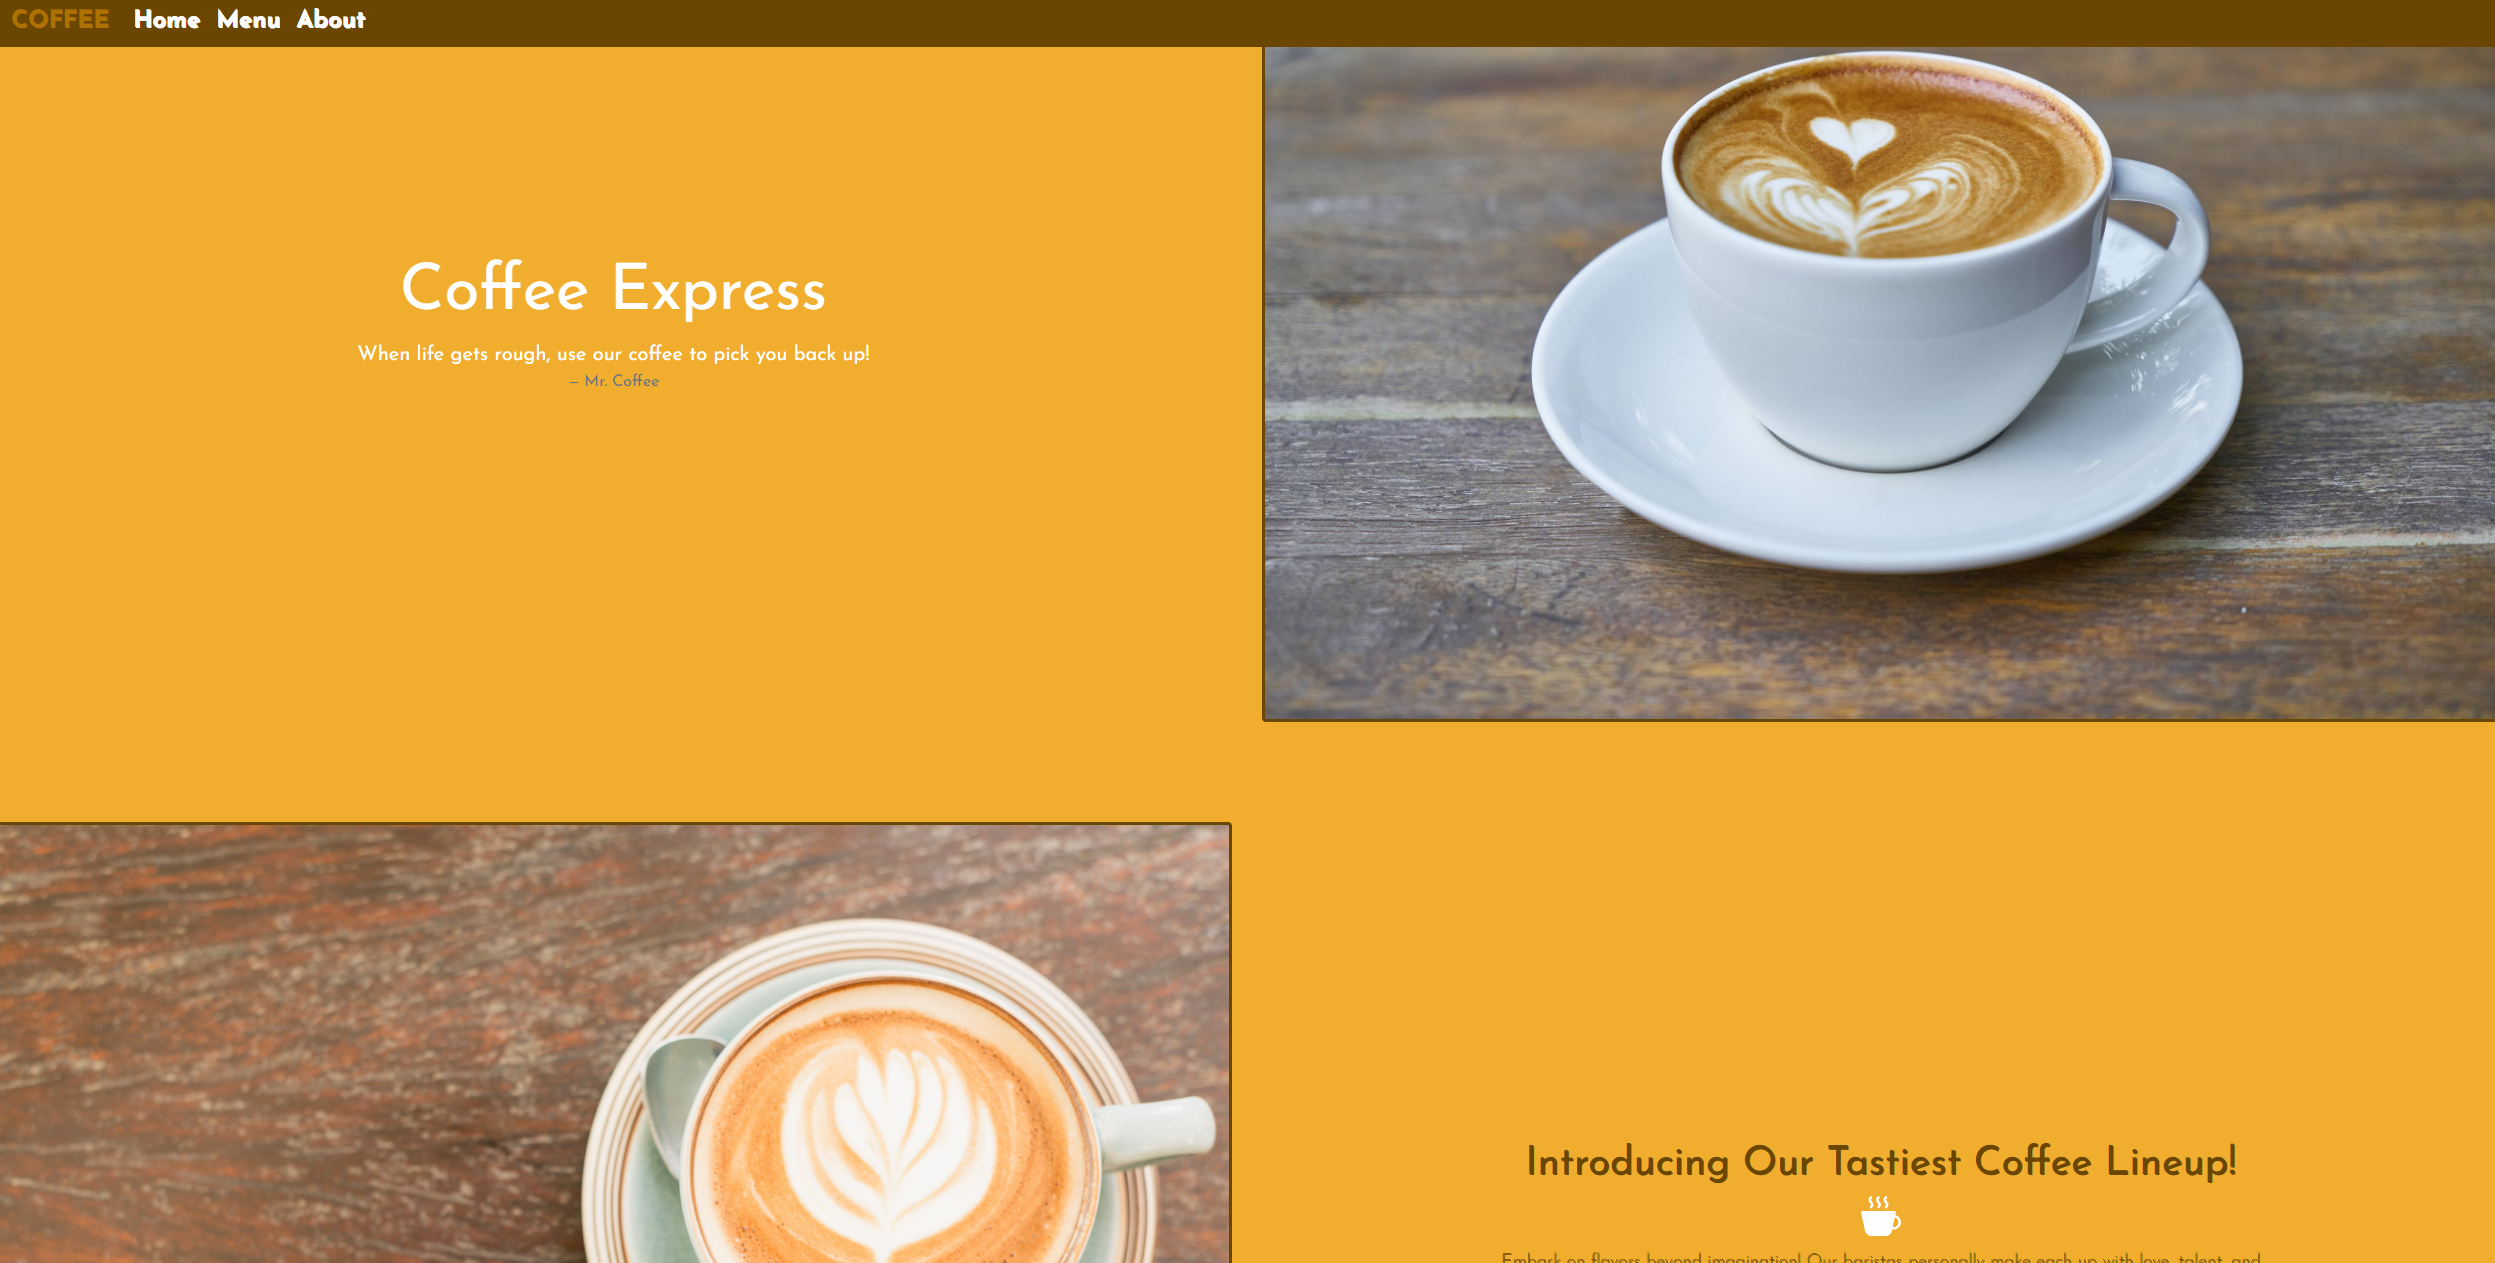 COFFEE Home Menu About
Coffee Express
When life gets rough, use our coffee to pick you back up!
— Mr. Coffee
Introducing Our Tastiest Coffee Lineup!
Embark on flavors beyond imagination! Our baristas personally make each up with love, talent, and